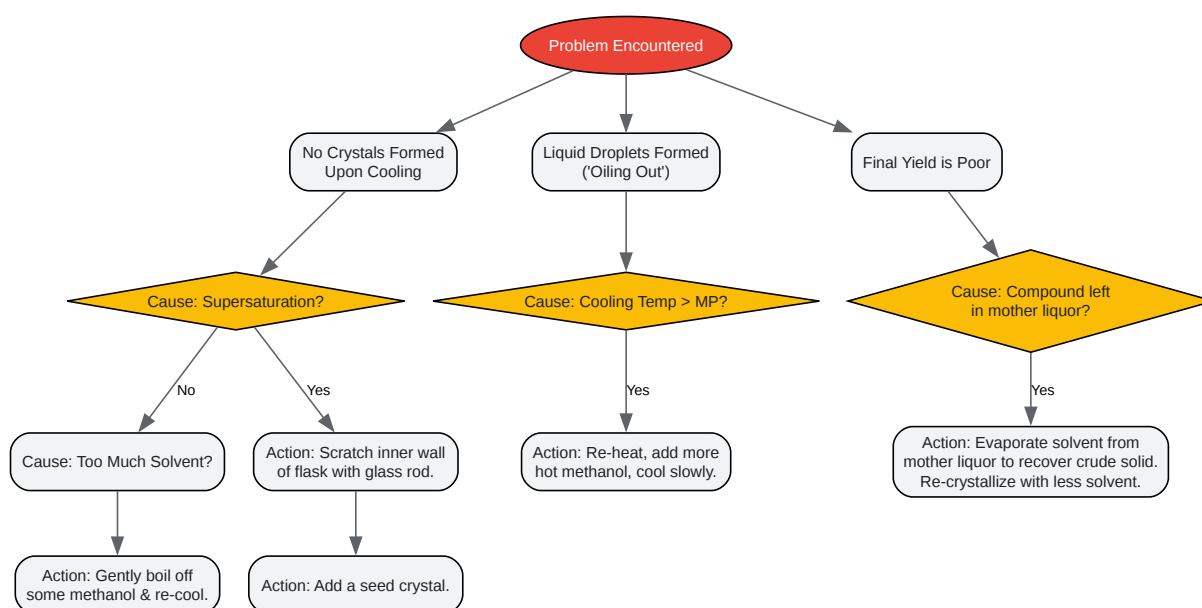 Problem Encountered
No Crystals Formed
Upon Cooling
Liquid Droplets Formed
('Oiling Out')
Final Yield is Poor
Cause: Supersaturation?
Cause: Cooling Temp > MP?
Cause: Compound left
in mother liquor?
No
Yes
Yes
Yes
Cause: Too Much Solvent?
Action: Scratch inner wall
of flask with glass rod.
Action: Re-heat, add more
hot methanol, cool slowly.
Action: Evaporate solvent from
mother liquor to recover crude solid.
Re-crystallize with less solvent.
Action: Gently boil off
some methanol & re-cool.
Action: Add a seed crystal.